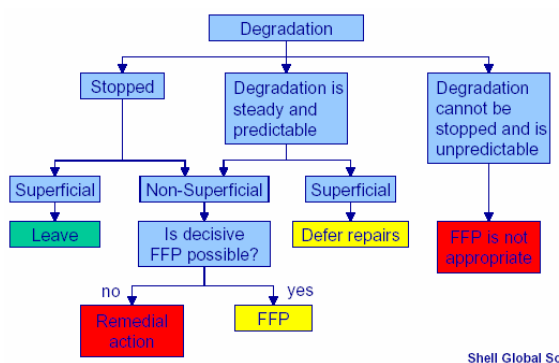 Degradation
Stopped
Degradation is
steady and
predictable
Degradation
cannot be
stopped and is
unpredictable
Superficial
Non-Superficial
Superficial
Leave
Is decisive
FFP possible?
Defer repairs
FFP is not
appropriate
no
yes
Remedial
action
FFP
Shell Global So